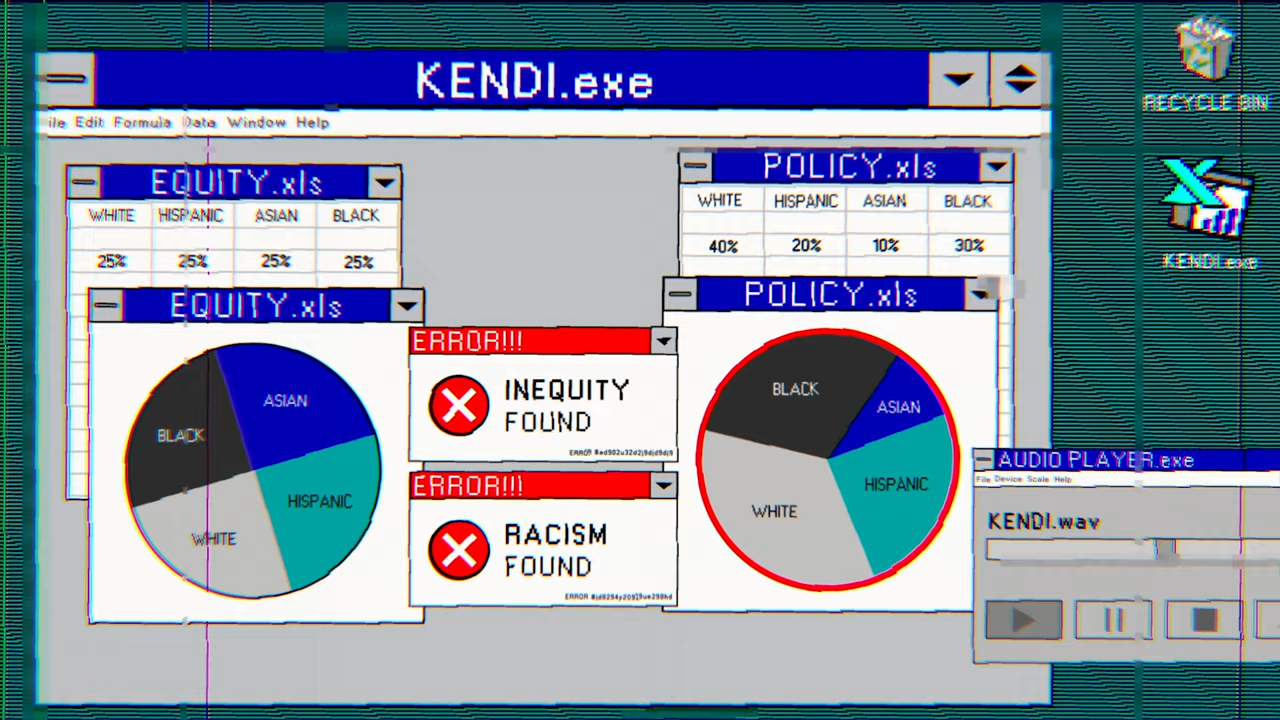 KENDI.exe
RECYCLE BIN
File Edit Formula Data Window Help
EQUITY.xls
WHITE HISPANIC ASIAN BLACK
25% 25% 25% 25%
POLICY.xls
WHITE HISPANIC ASIAN BLACK
40% 20% 10% 30%
KENDI.exe
EQUITY.xls
ASIAN
BLACK
HISPANIC
WHITE
ERROR!!!
INEQUITY
FOUND
ERROR!!!
RACISM
FOUND
POLICY.xls
BLACK
ASIAN
HISPANIC
WHITE
AUDIO PLAYER.exe
File Device Scale Help
KENDI.wav